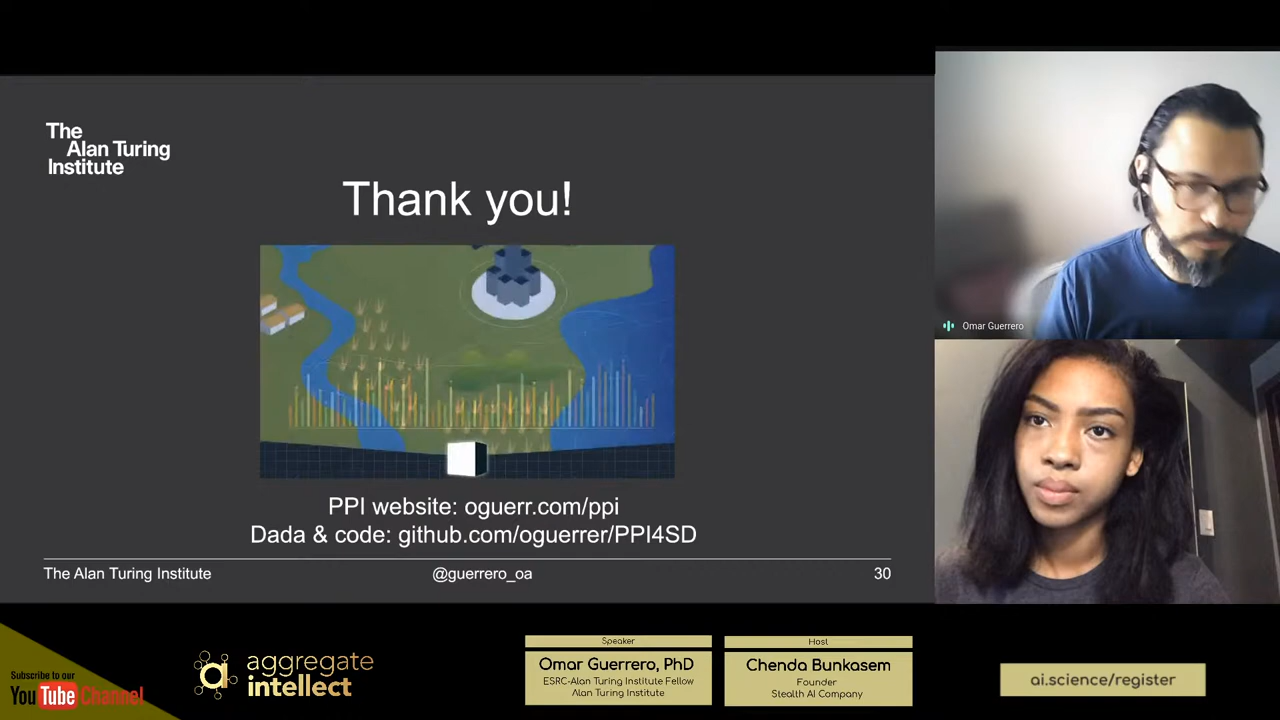 The
Alan Turing
Institute
Thank you!
PPI website: oguerr.com/ppi
Dada & code: github.com/oguerrer/PPI4SD
The Alan Turing Institute
@guerrero_oa
30
Omar Guerrero
Subscribe to our
YouTube Channel
aggregate
intellect
Speaker
Omar Guerrero, PhD
ESRC-Alan Turing Institute Fellow
Alan Turing Institute
Host
Chenda Bunkasem
Founder
Stealth AI Company
ai.science/register